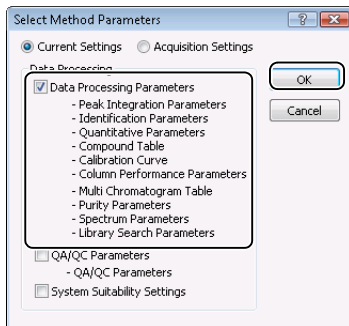 Select Method Parameters
Current Settings
Acquisition Settings
Data Processing
OK
Data Processing Parameters
- Peak Integration Parameters
- Identification Parameters
- Quantitative Parameters
- Compound Table
- Calibration Curve
- Column Performance Parameters
- Multi Chromatogram Table
- Purity Parameters
- Spectrum Parameters
- Library Search Parameters
Cancel
QA/QC Parameters
- QA/QC Parameters
System Suitability Settings